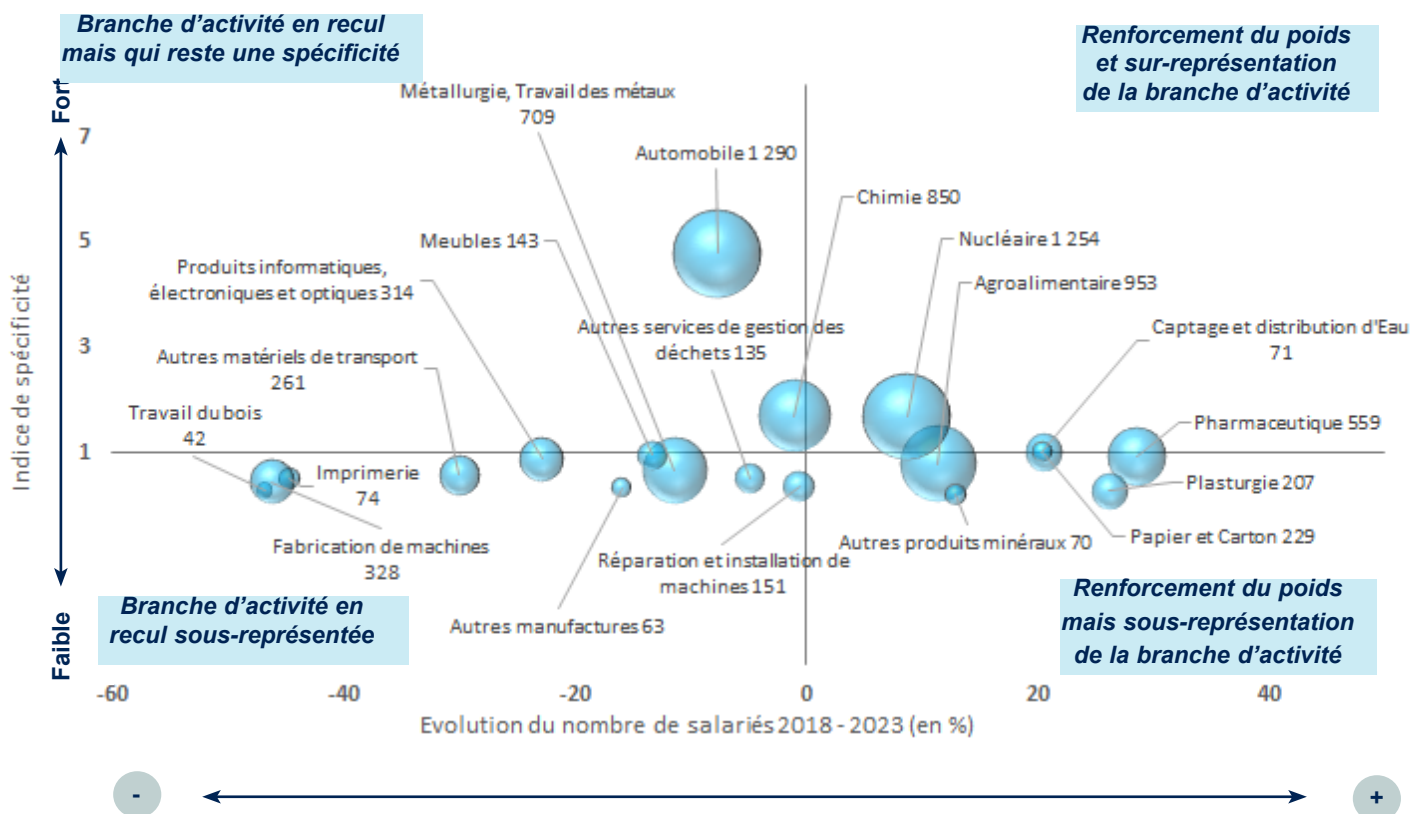 Branche d'activité en recul
mais qui reste une spécificité
Renforcement du poids
et sur-représentation
de la branche d'activité
Fort
Métallurgie, Travail des métaux
709
7
Automobile 1 290
Chimie 850
5
Meubles 143
Nucléaire 1 254
Produits informatiques,
électroniques et optiques 314
Agroalimentaire 953
Autres services de gestion des
déchets 135
Captage et distribution d'Eau
71
3
Autres matériels de transport
261
Travail du bois
42
Pharmaceutique 559
1
Imprimerie
74
Plasturgie 207
Fabrication de machines
328
Réparation et installation de
machines 151
Autres produits minéraux 70
Papier et Carton 229
Indice de spécificité
Autres manufactures 63
Branche d'activité en
recul sous-représentée
Renforcement du poids
mais sous-représentation
de la branche d'activité
Faible
-60 -40 -20 0 20 40
Evolution du nombre de salariés 2018 - 2023 (en %)
- +